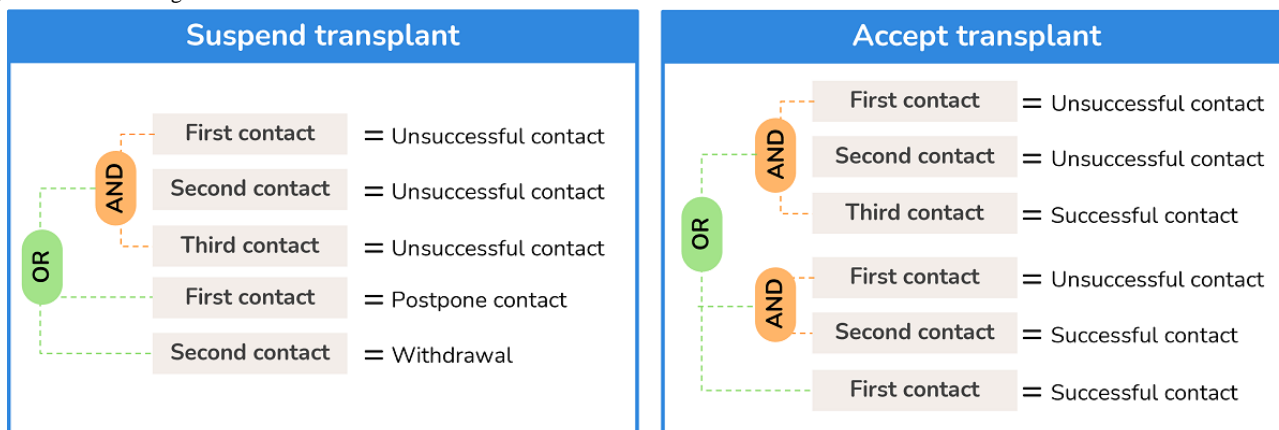 Suspend transplant
OR
AND
First contact = Unsuccessful contact
Second contact = Unsuccessful contact
Third contact = Unsuccessful contact
First contact = Postpone contact
Second contact = Withdrawal
Accept transplant
OR
AND
First contact = Unsuccessful contact
Second contact = Unsuccessful contact
Third contact = Successful contact
AND
First contact = Unsuccessful contact
Second contact = Successful contact
First contact = Successful contact